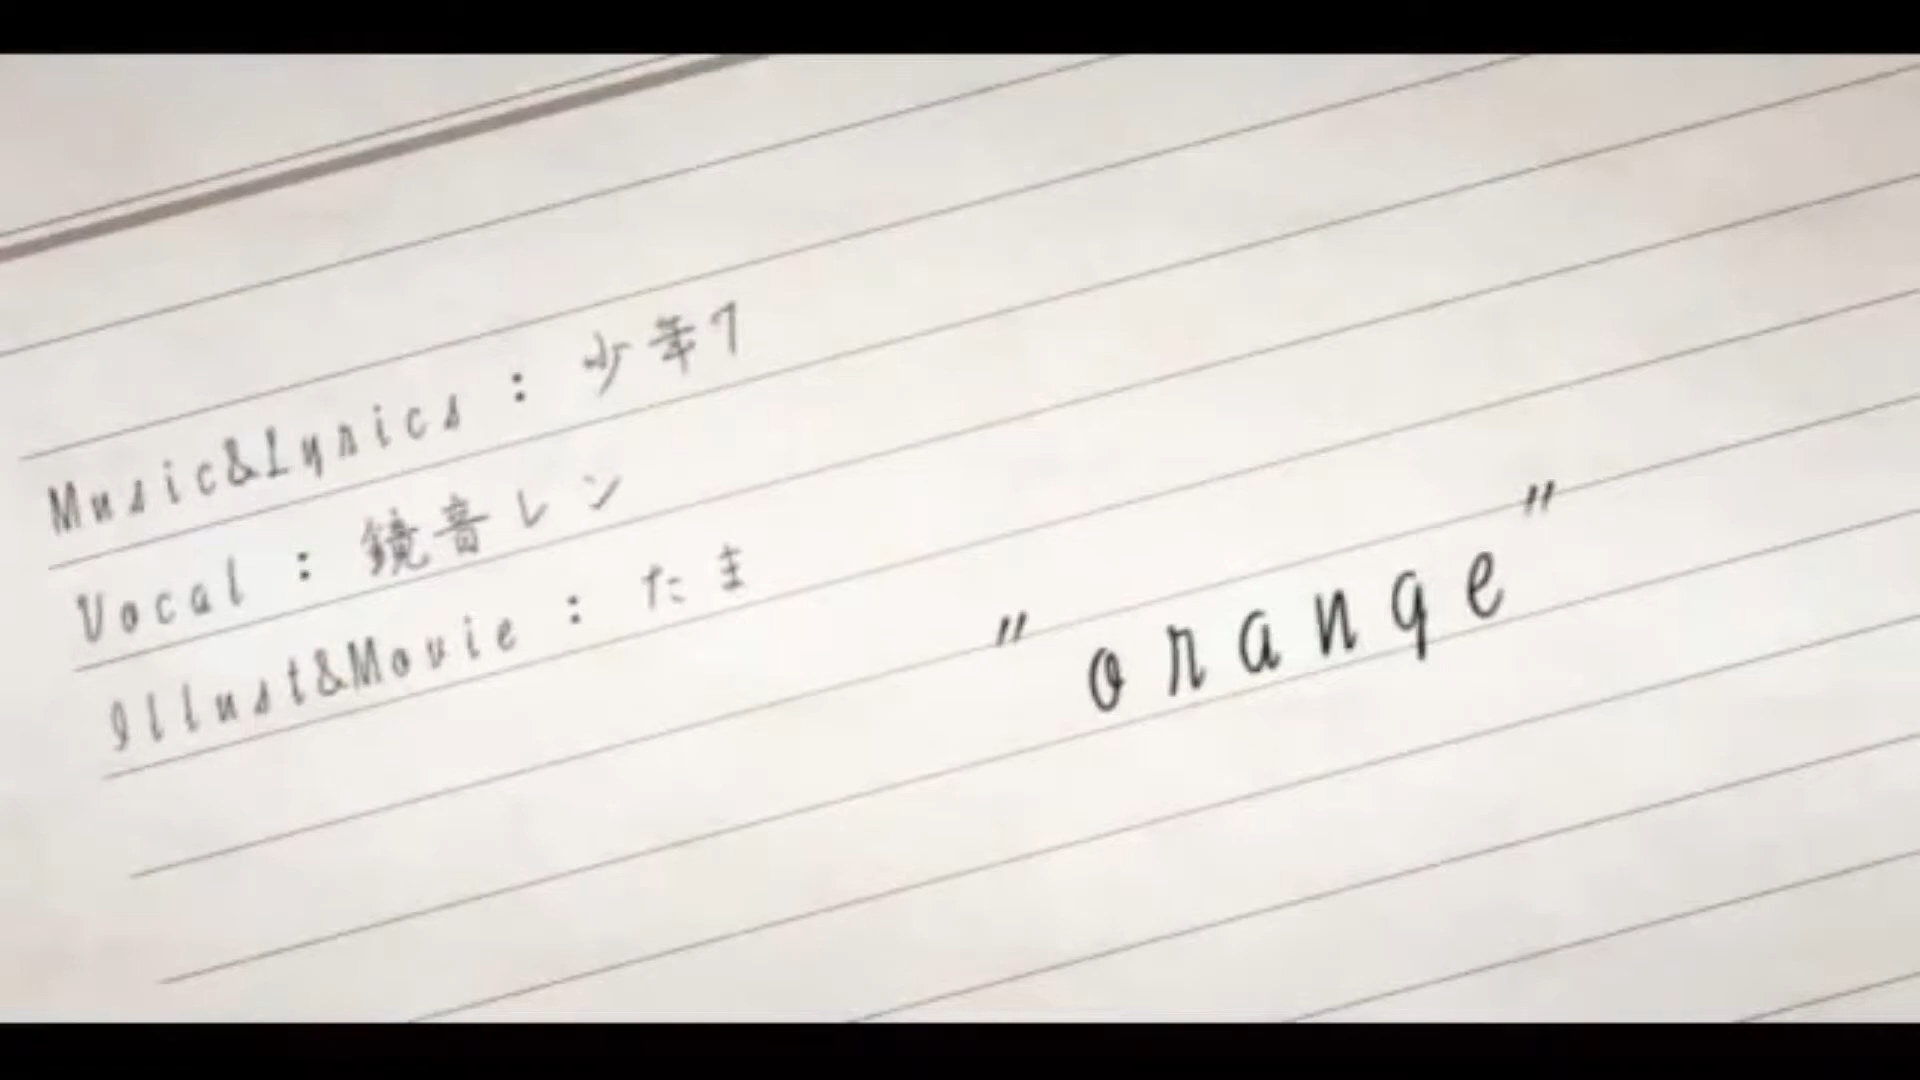 Music&Lyrics : 少年T
Vocal : 鏡音レン
Illust&Movie : たま
"orange"